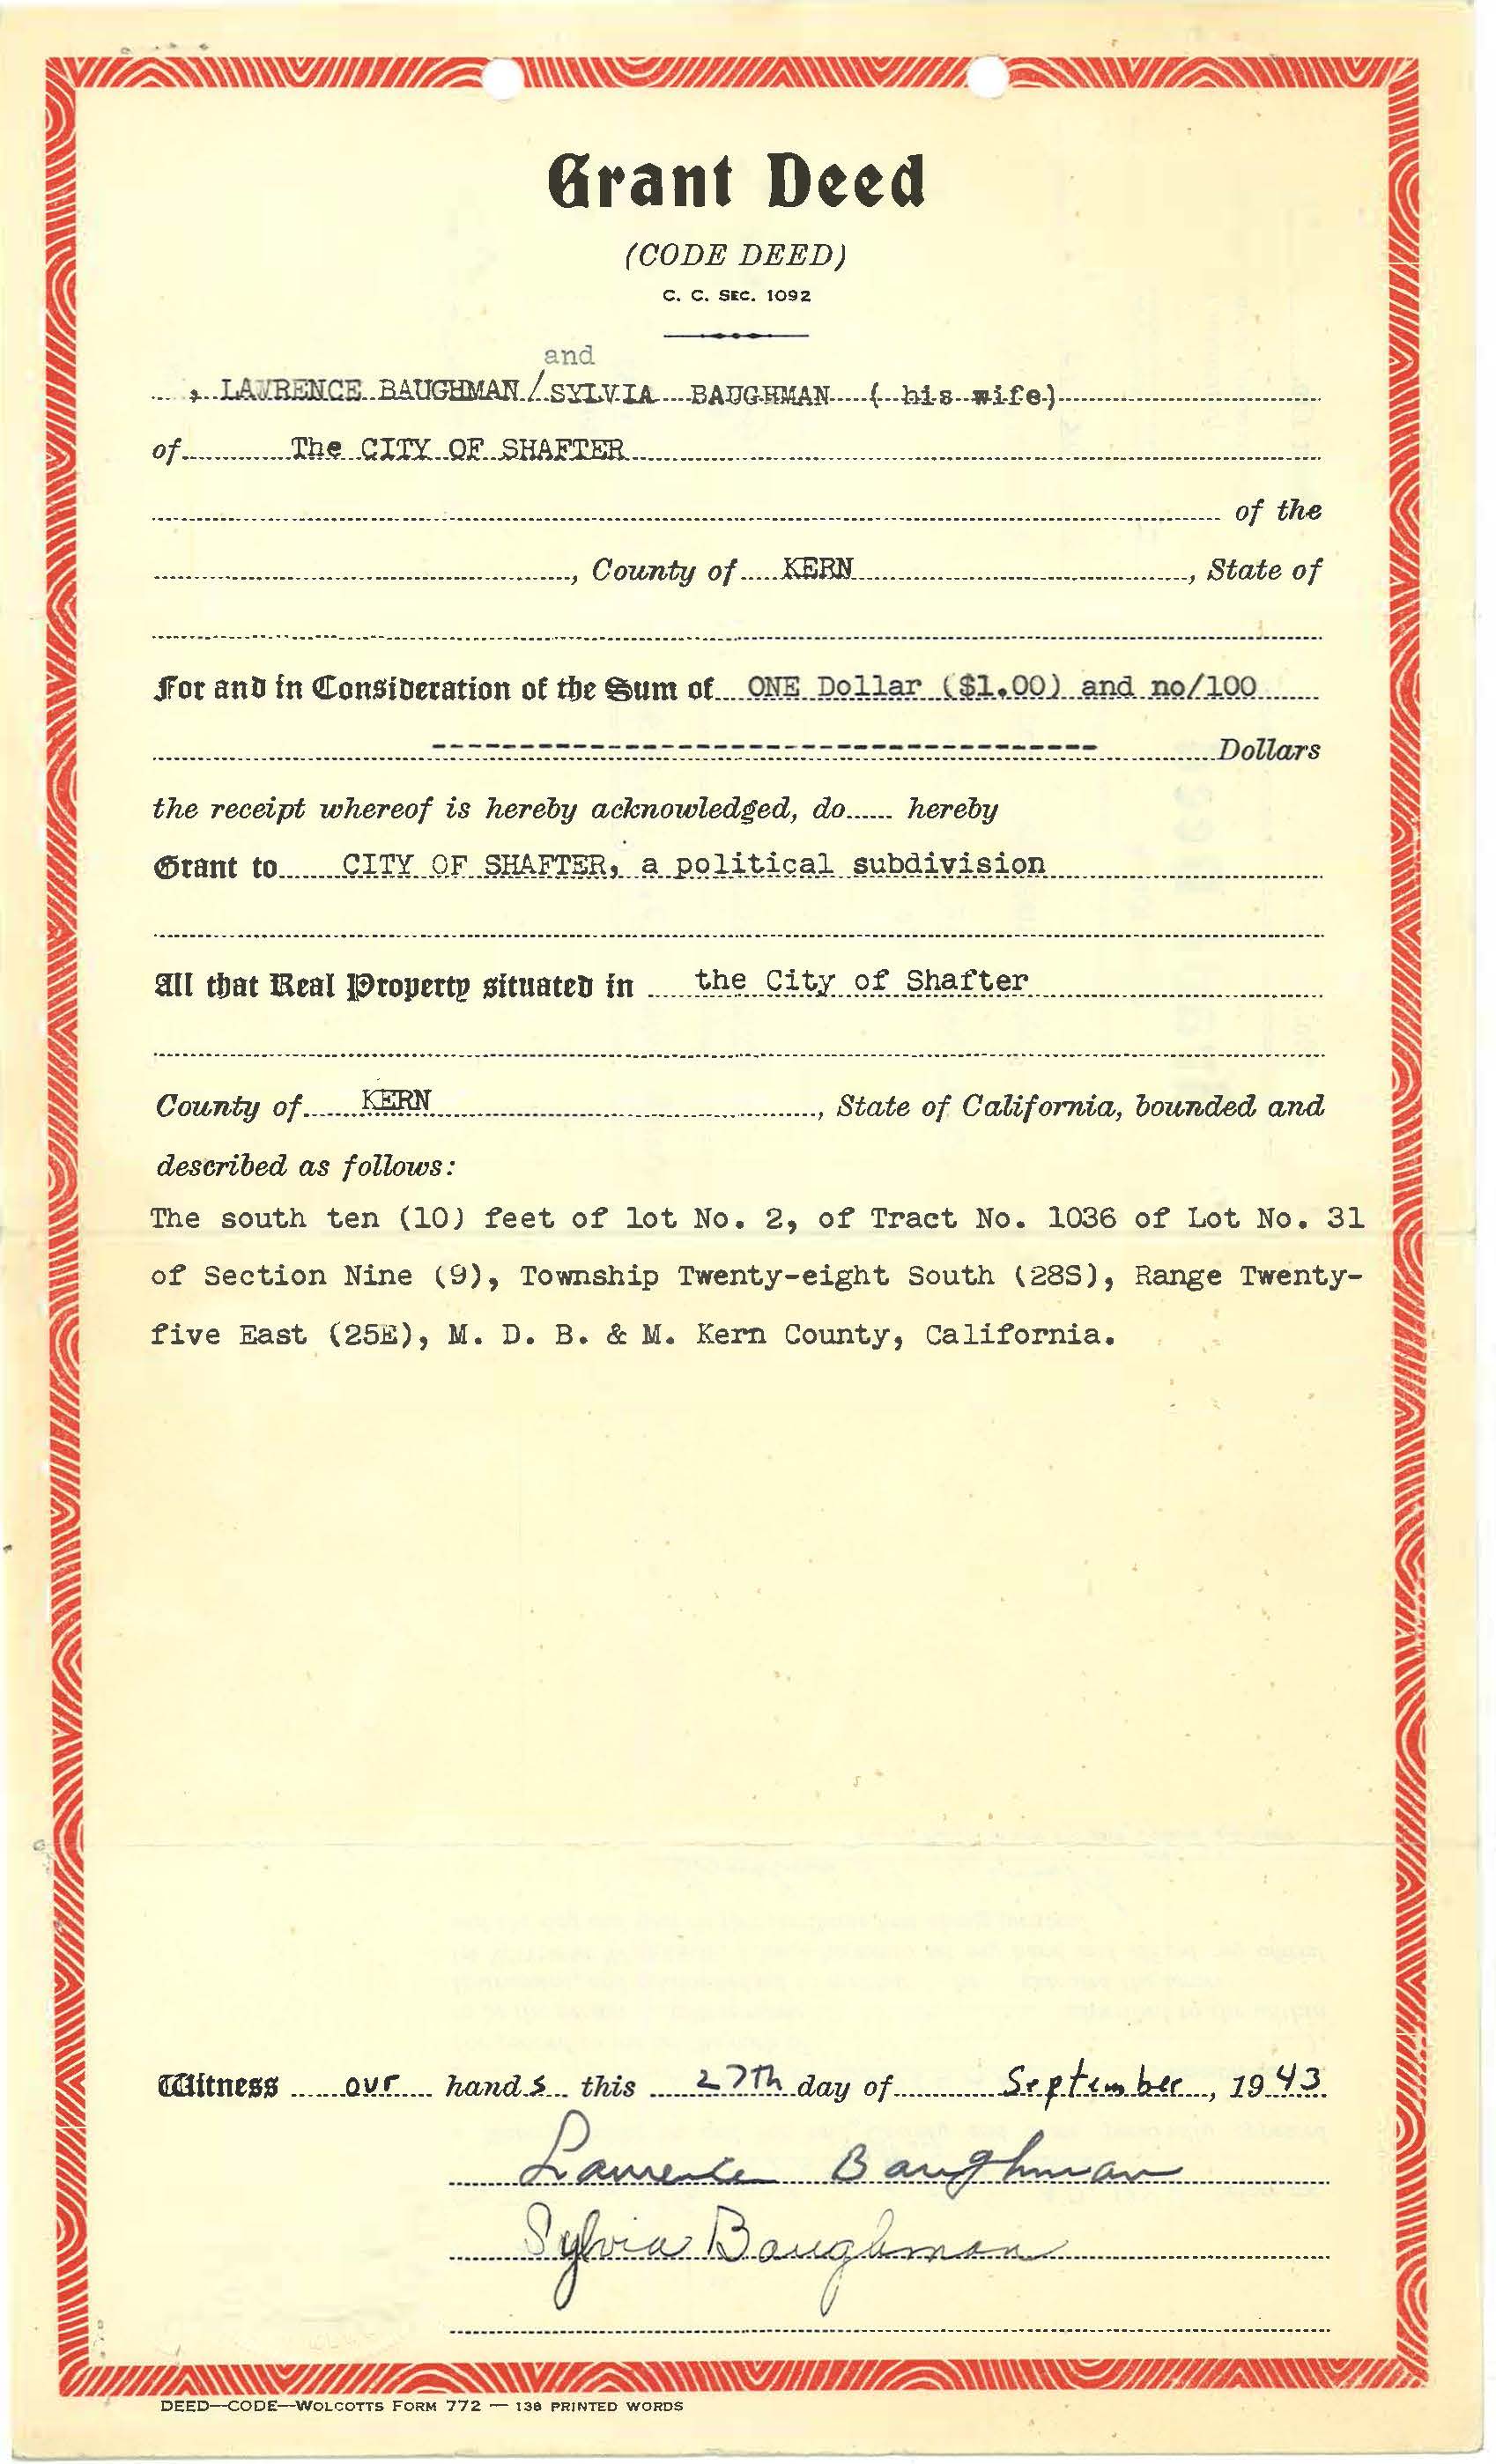 Grant Deed
(CODE DEED)
C. C. SEC. 1092
and
, LAWRENCE BAUGHMAN / SYLVIA BAUGHMAN ( his wife)
of The CITY OF SHAFTER
of the
, County of KERN , State of
For and in Consideration of the Sum of ONE Dollar ($1.00) and no/100
---------------------------------------- Dollars
the receipt whereof is hereby acknowledged, do...... hereby
Grant to CITY OF SHAFTER, a political subdivision
All that Real Property situated in the City of Shafter
County of KERN , State of California, bounded and
described as follows:
The south ten (10) feet of lot No. 2, of Tract No. 1036 of Lot No. 31
of Section Nine (9), Township Twenty-eight South (28S), Range Twenty-
five East (25E), M. D. B. & M. Kern County, California.
Witness our hands this 27th day of September, 1943
Lawrence Baughman
Sylvia Baughman
DEED—CODE—WOLCOTTS FORM 772 — 138 PRINTED WORDS